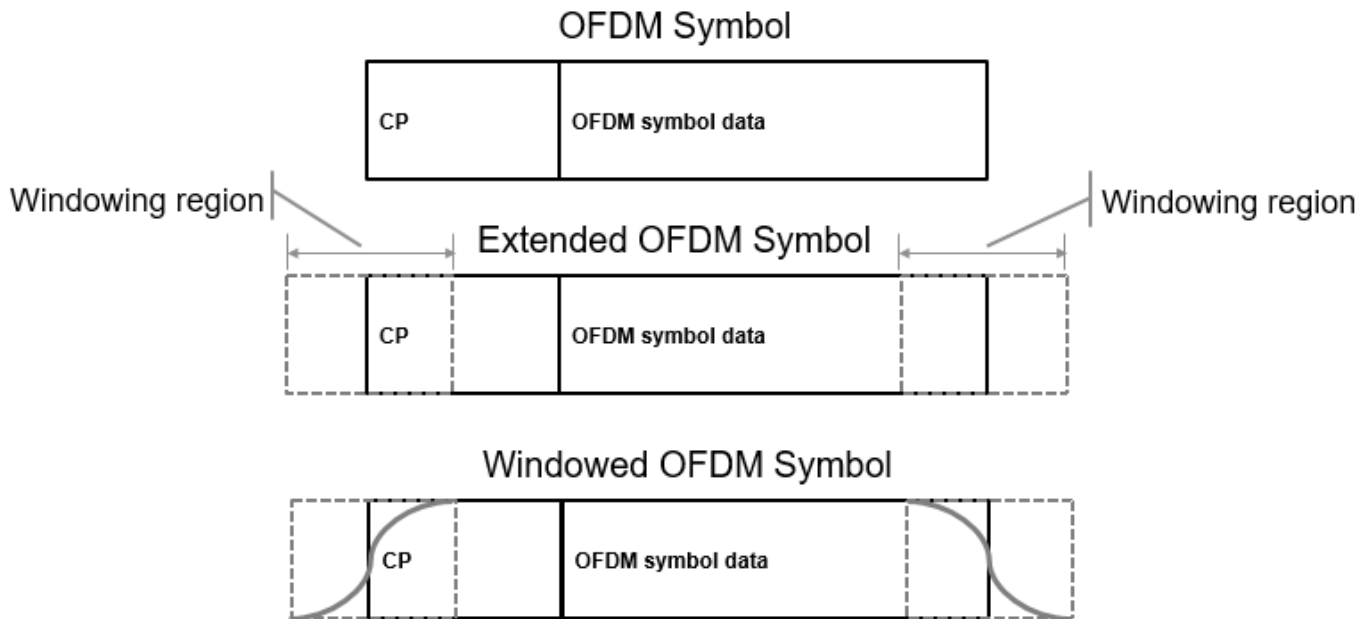 OFDM Symbol
CP
OFDM symbol data
Windowing region
Windowing region
Extended OFDM Symbol
CP
OFDM symbol data
Windowed OFDM Symbol
CP
OFDM symbol data